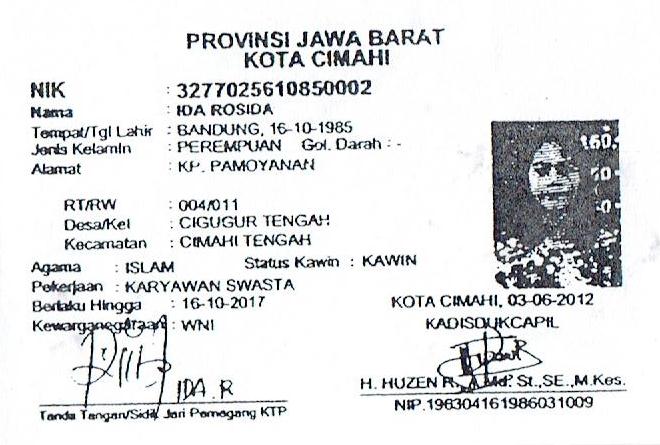 PROVINSI JAWA BARAT
KOTA CIMAHI
NIK : 3277025610850002
Nama : IDA ROSIDA
Tempat/Tgl Lahir : BANDUNG, 16-10-1985
Jenis Kelamin : PEREMPUAN Gol. Darah : -
Alamat : KP. PAMOYANAN
RT/RW : 004/011
Desa/Kel : CIGUGUR TENGAH
Kecamatan : CIMAHI TENGAH
Agama : ISLAM Status Kawin : KAWIN
Pekerjaan : KARYAWAN SWASTA
Berlaku Hingga : 16-10-2017
Kewarganegaraan : WNI
KOTA CIMAHI, 03-06-2012
KADISDUKCAPIL
IDA.R
H. HUZEN R., A.Md. St.,SE.,M.Kes.
NIP.196304161986031009
Tanda Tangan/Sidik Jari Pemegang KTP